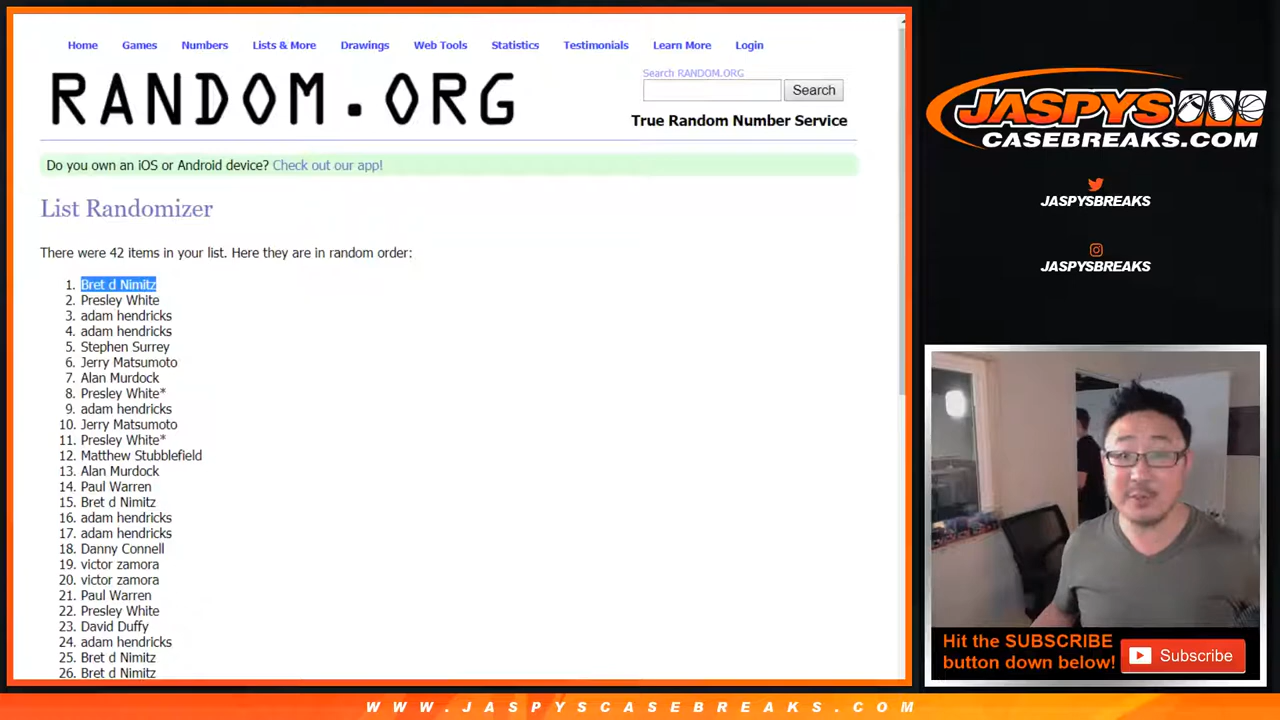 Home Games Numbers Lists & More Drawings Web Tools Statistics Testimonials Learn More Login
RANDOM.ORG
Search RANDOM.ORG
Search
True Random Number Service
Do you own an iOS or Android device? Check out our app!
List Randomizer
There were 42 items in your list. Here they are in random order:
1. Bret d Nimitz
2. Presley White
3. adam hendricks
4. adam hendricks
5. Stephen Surrey
6. Jerry Matsumoto
7. Alan Murdock
8. Presley White*
9. adam hendricks
10. Jerry Matsumoto
11. Presley White*
12. Matthew Stubblefield
13. Alan Murdock
14. Paul Warren
15. Bret d Nimitz
16. adam hendricks
17. adam hendricks
18. Danny Connell
19. victor zamora
20. victor zamora
21. Paul Warren
22. Presley White
23. David Duffy
24. adam hendricks
25. Bret d Nimitz
26. Bret d Nimitz
JASPYS
CASEBREAKS.COM
JASPYSBREAKS
JASPYSBREAKS
Hit the SUBSCRIBE
button down below!
Subscribe
WWW.JASPYSCASEBREAKS.COM